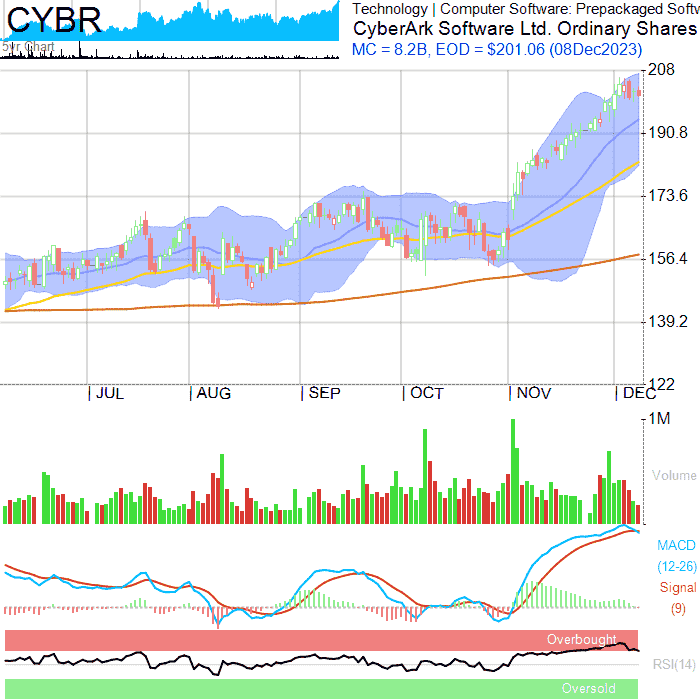 CYBR
5yr Chart
Technology | Computer Software: Prepackaged Softw
CyberArk Software Ltd. Ordinary Shares
MC = 8.2B, EOD = $201.06 (08Dec2023)
208
190.8
173.6
156.4
139.2
122
JUL AUG SEP OCT NOV DEC
1M
Volume
MACD
(12-26)
Signal
(9)
Overbought
RSI(14)
Oversold